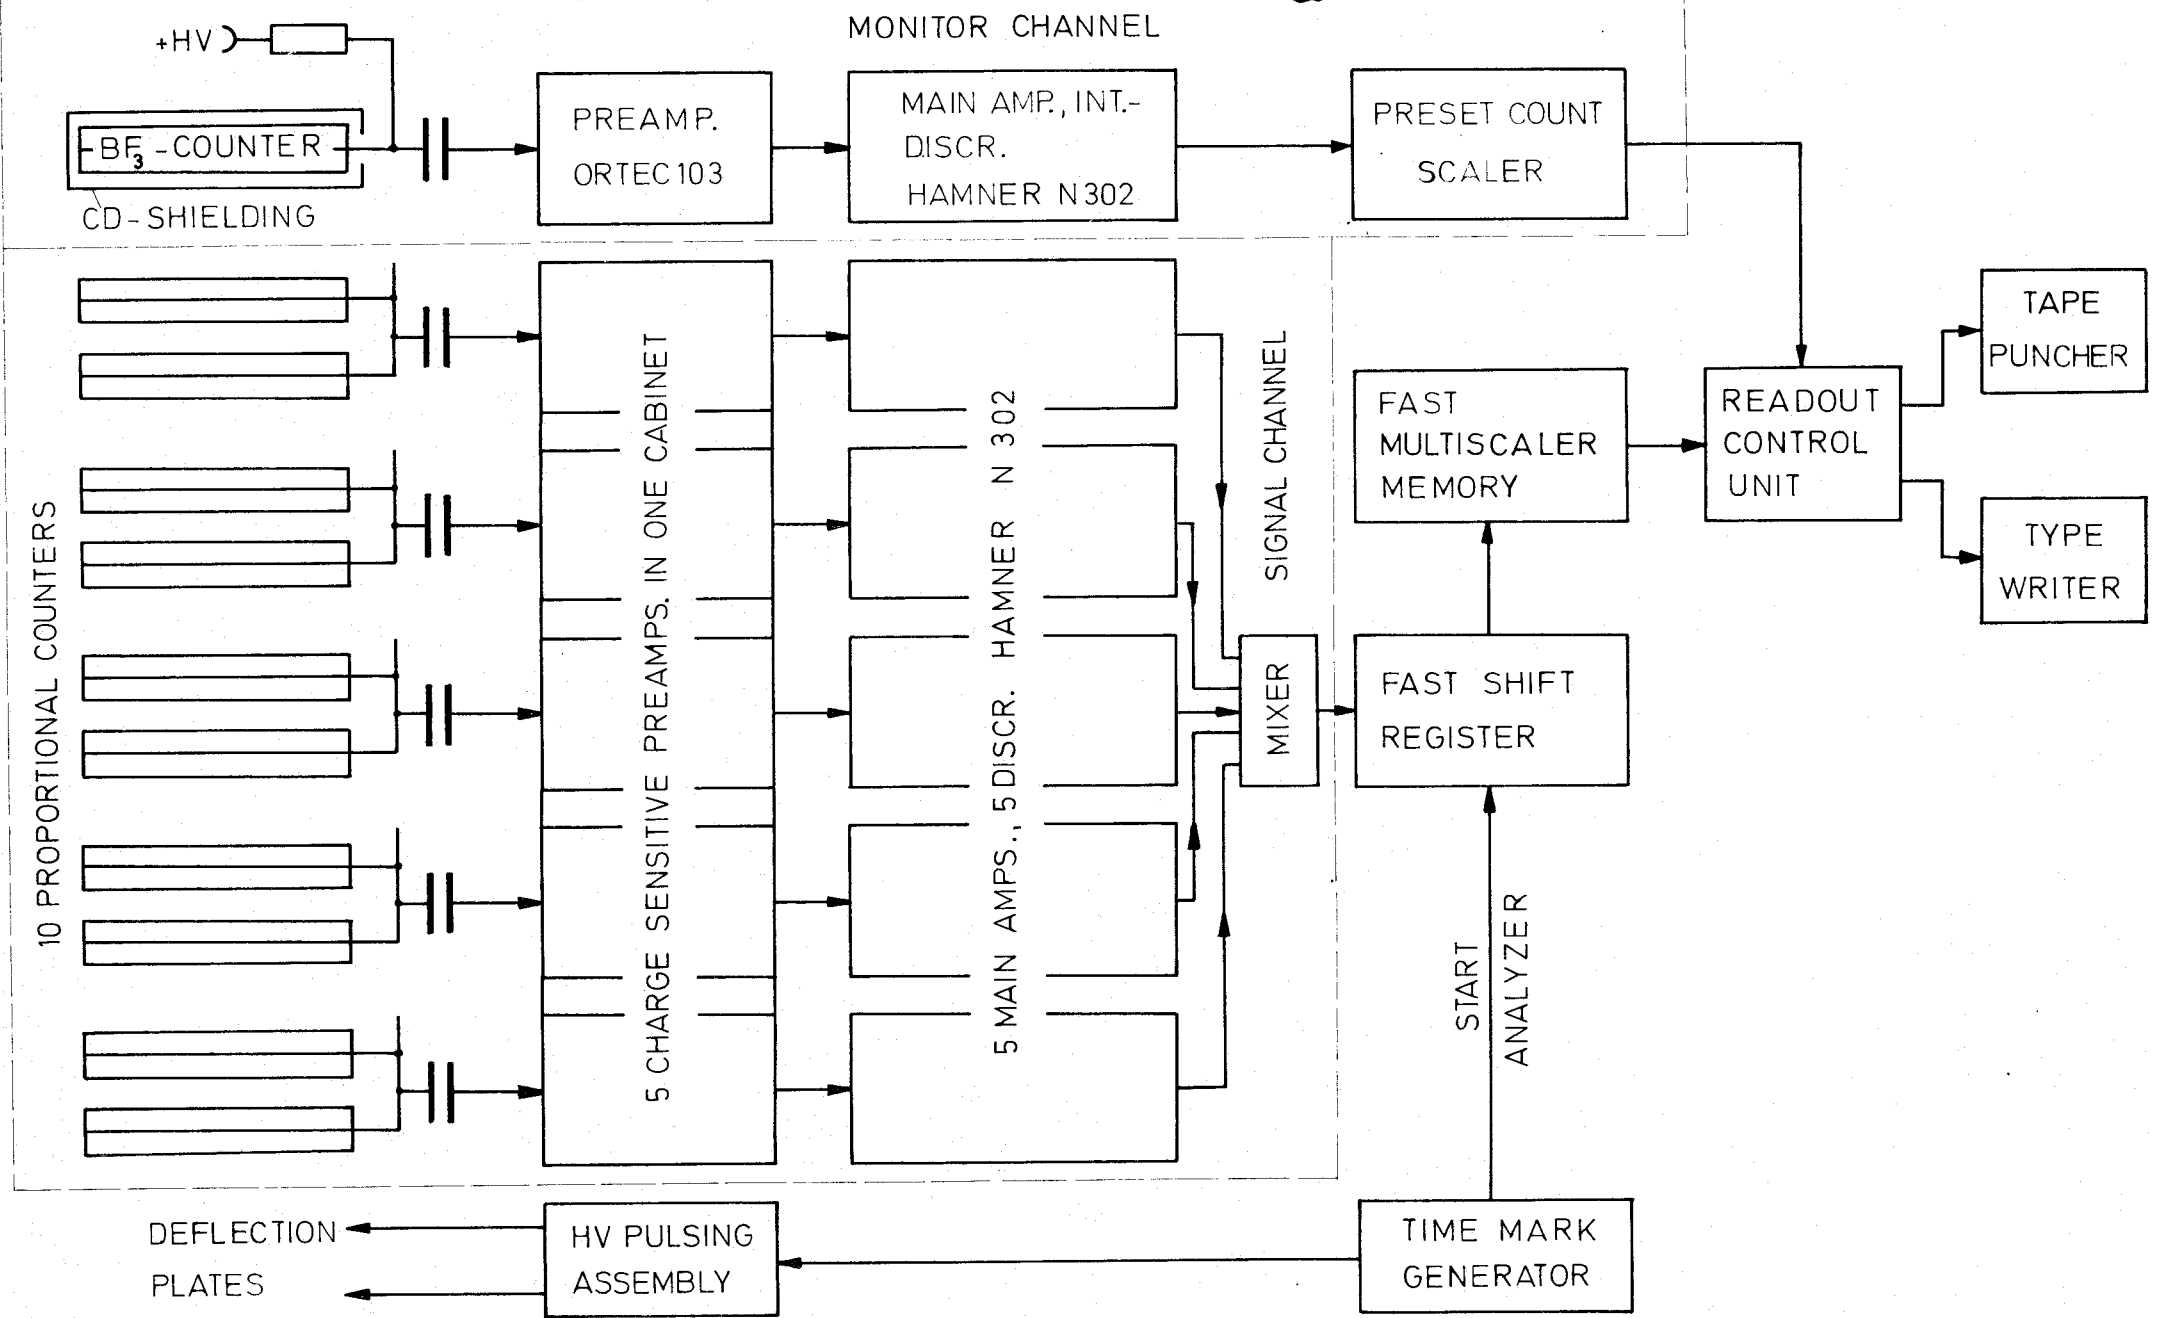 MONITOR CHANNEL
+HV
BF3-COUNTER
CD-SHIELDING
PREAMP.
ORTEC 103
MAIN AMP., INT.-
DISCR.
HAMNER N302
PRESET COUNT
SCALER
10 PROPORTIONAL COUNTERS
5 CHARGE SENSITIVE PREAMPS. IN ONE CABINET
5 MAIN AMPS., 5 DISCR. HAMNER N 302
SIGNAL CHANNEL
MIXER
FAST
MULTISCALER
MEMORY
READOUT
CONTROL
UNIT
TAPE
PUNCHER
TYPE
WRITER
FAST SHIFT
REGISTER
START
ANALYZER
DEFLECTION
PLATES
HV PULSING
ASSEMBLY
TIME MARK
GENERATOR